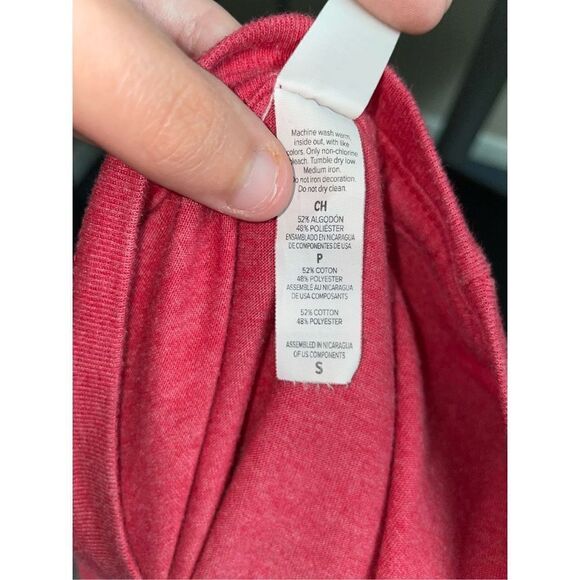 Machine wash warm
inside out, with like
colors. Only non-chlorine
bleach. Tumble dry low
Medium iron.
Do not iron decoration.
Do not dry clean.
CH
52% ALGODÓN
48% POLIÉSTER
ENSAMBLADO EN NICARAGUA
DE COMPONENTES DE USA
P
52% COTON
48% POLYESTER
ASSEMBLÉ AU NICARAGUA
DE USA COMPOSANTS
52% COTTON
48% POLYESTER
ASSEMBLED IN NICARAGUA
OF US COMPONENTS
S